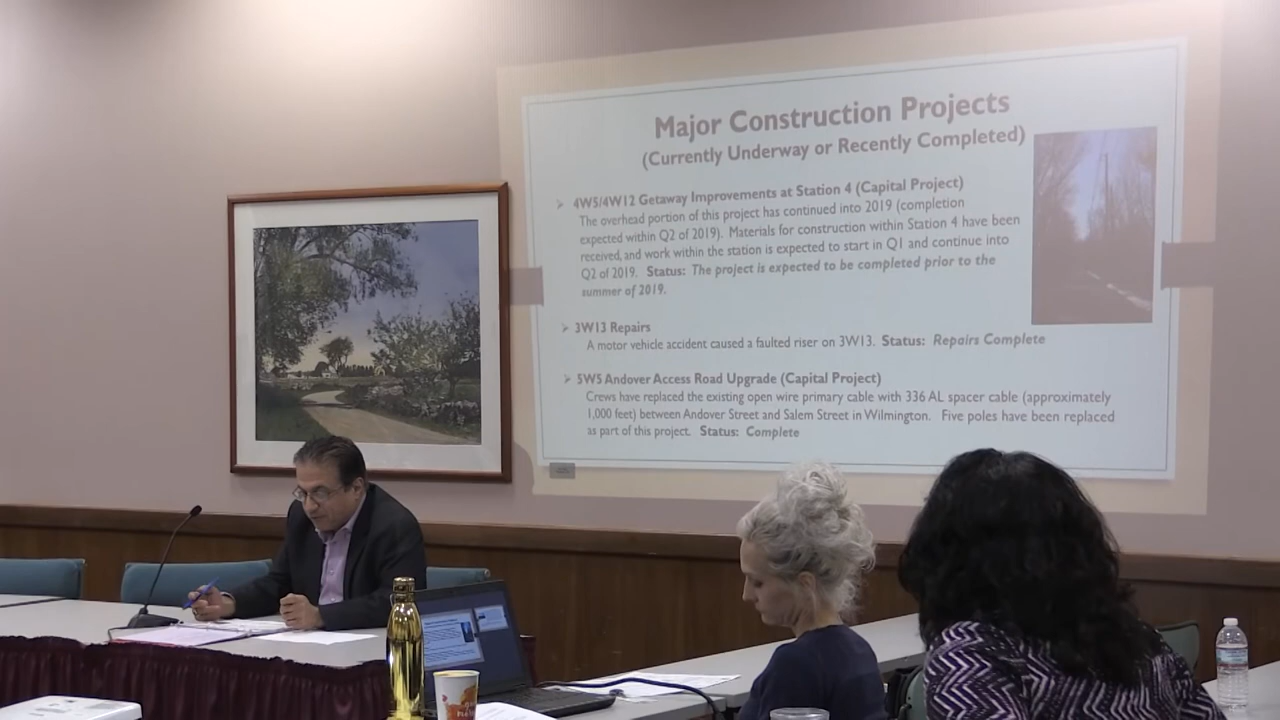 Major Construction Projects
(Currently Underway or Recently Completed)
4W5/4W12 Getaway Improvements at Station 4 (Capital Project)
The overhead portion of this project has continued into 2019 (completion
expected within Q2 of 2019). Materials for construction within Station 4 have been
received, and work within the station is expected to start in Q1 and continue into
Q2 of 2019. Status: The project is expected to be completed prior to the
summer of 2019.
3W13 Repairs
A motor vehicle accident caused a faulted riser on 3W13. Status: Repairs Complete
5W5 Andover Access Road Upgrade (Capital Project)
Crews have replaced the existing open wire primary cable with 336 AL spacer cable (approximately
1,000 feet) between Andover Street and Salem Street in Wilmington. Five poles have been replaced
as part of this project. Status: Complete